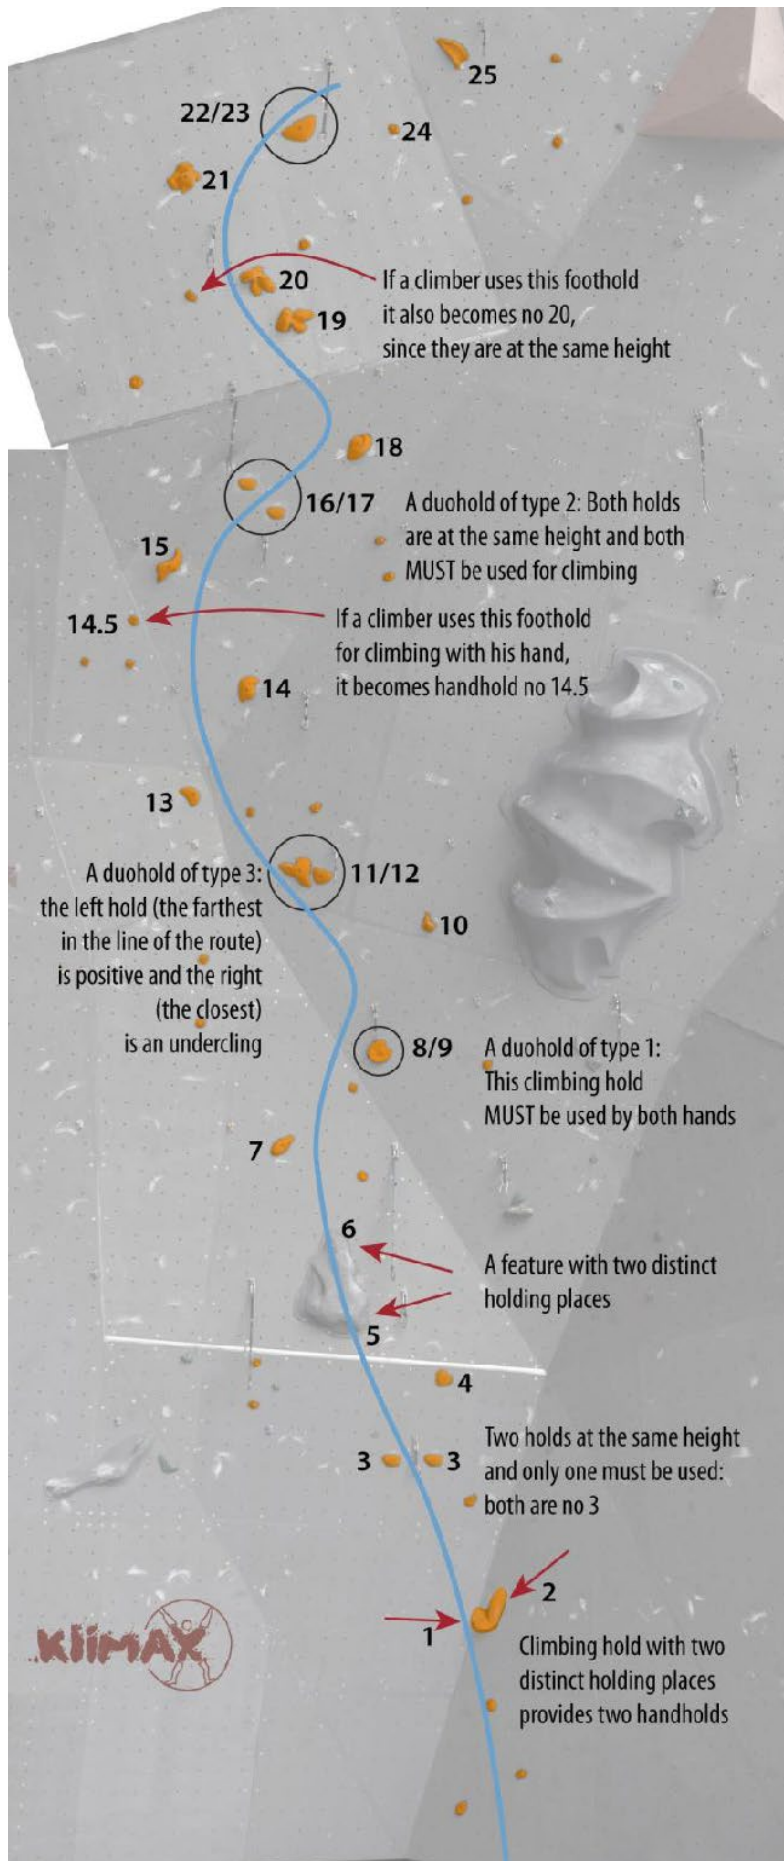 25
22/23
24
21
20
If a climber uses this foothold
it also becomes no 20,
since they are at the same height
19
18
16/17
A duohold of type 2: Both holds
are at the same height and both
MUST be used for climbing
15
14.5
If a climber uses this foothold
for climbing with his hand,
it becomes handhold no 14.5
14
13
A duohold of type 3:
the left hold (the farthest
in the line of the route)
is positive and the right
(the closest)
is an undercling
11/12
10
8/9
A duohold of type 1:
This climbing hold
MUST be used by both hands
7
6
A feature with two distinct
holding places
5
4
3
3
Two holds at the same height
and only one must be used:
both are no 3
2
1
Climbing hold with two
distinct holding places
provides two handholds
KliMAX